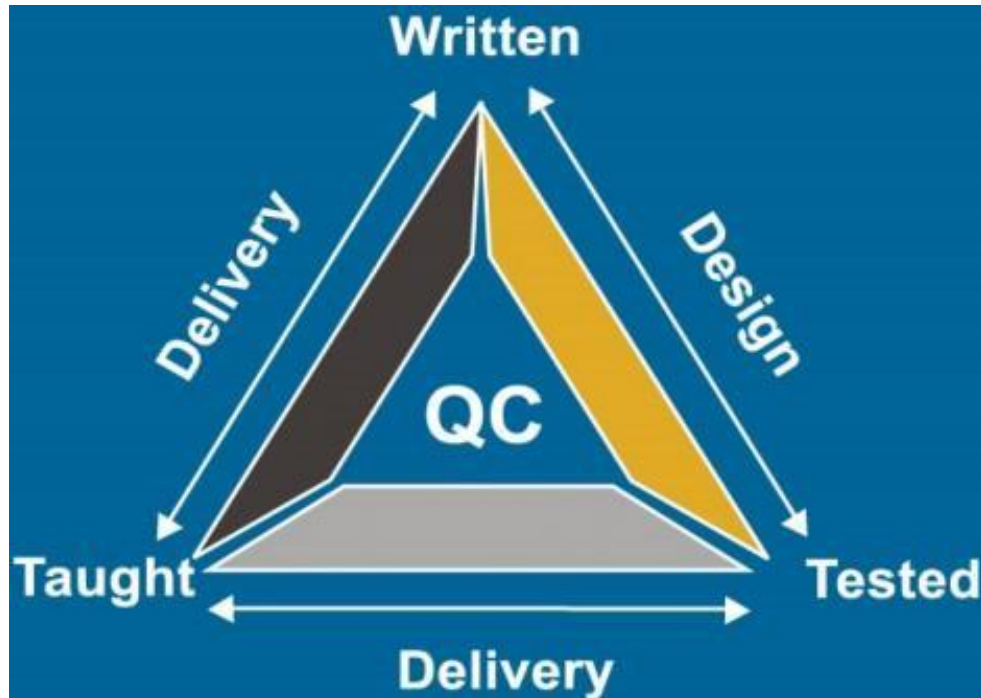 Written
Delivery
Design
QC
Taught
Tested
Delivery